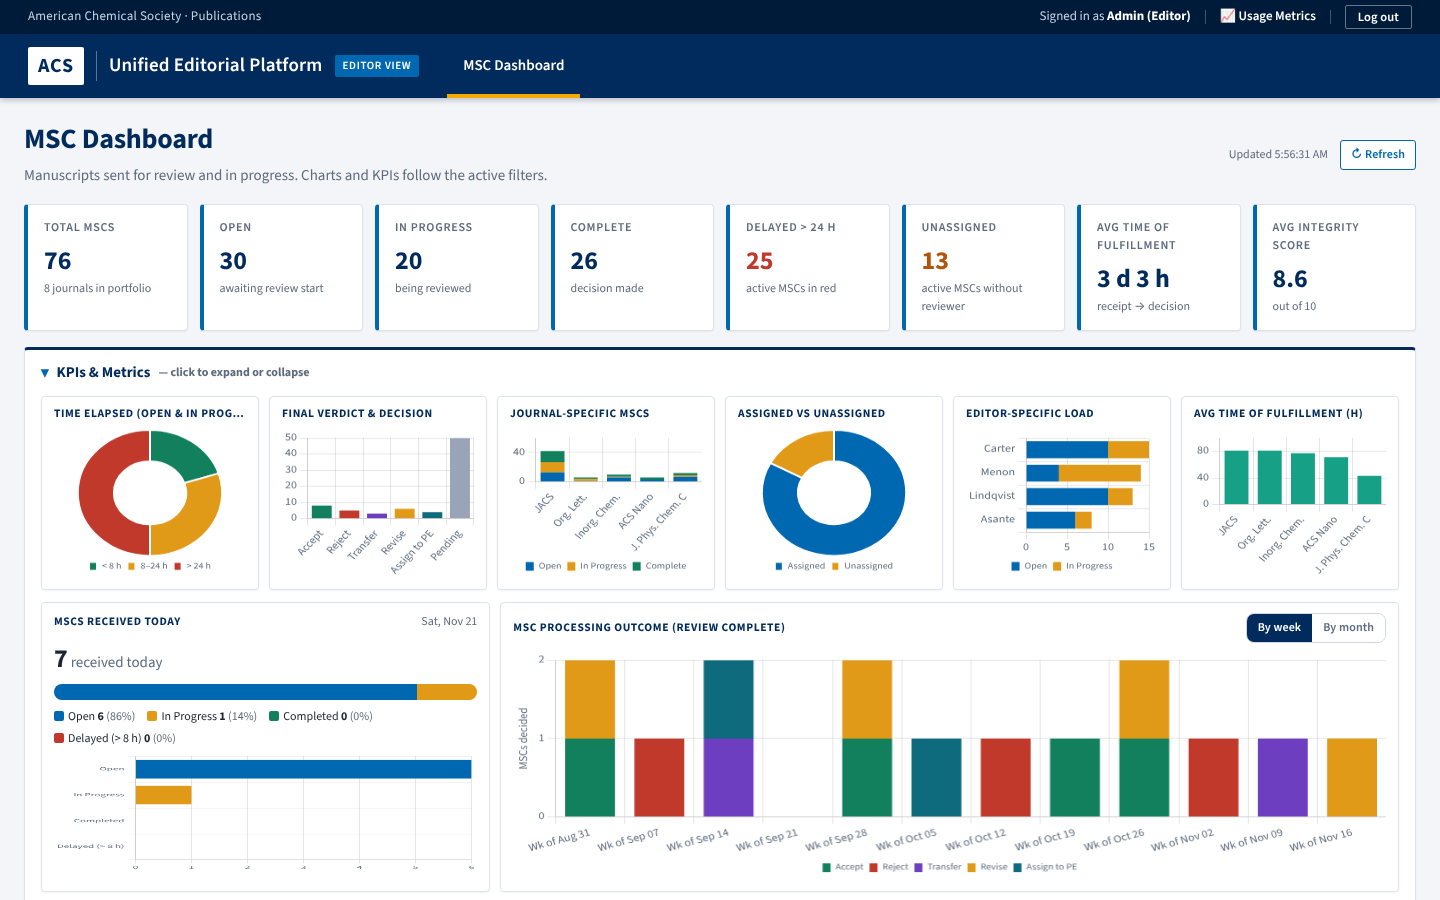 American Chemical Society · Publications
Signed in as Admin (Editor)
📈 Usage Metrics
Log out
ACS
Unified Editorial Platform
EDITOR VIEW
MSC Dashboard
MSC Dashboard
Manuscripts sent for review and in progress. Charts and KPIs follow the active filters.
Updated 5:56:31 AM
↻ Refresh
TOTAL MSCS
76
8 journals in portfolio
OPEN
30
awaiting review start
IN PROGRESS
20
being reviewed
COMPLETE
26
decision made
DELAYED > 24 H
25
active MSCs in red
UNASSIGNED
13
active MSCs without
reviewer
AVG TIME OF
FULFILLMENT
3 d 3 h
receipt → decision
AVG INTEGRITY
SCORE
8.6
out of 10
▼ KPIs & Metrics — click to expand or collapse
TIME ELAPSED (OPEN & IN PROG...
< 8 h 8–24 h > 24 h
FINAL VERDICT & DECISION
50
40
30
20
10
0
Accept
Reject
Transfer
Revise
Assign to PE
Pending
JOURNAL-SPECIFIC MSCS
40
0
JACS
Org. Lett.
Inorg. Chem.
ACS Nano
J. Phys. Chem. C
Open In Progress Complete
ASSIGNED VS UNASSIGNED
Assigned Unassigned
EDITOR-SPECIFIC LOAD
Carter
Menon
Lindqvist
Asante
0 5 10 15
Open In Progress
AVG TIME OF FULFILLMENT (H)
80
40
0
JACS
Org. Lett.
Inorg. Chem.
ACS Nano
J. Phys. Chem. C
MSCS RECEIVED TODAY
Sat, Nov 21
7 received today
Open 6 (86%) In Progress 1 (14%) Completed 0 (0%)
Delayed (> 8 h) 0 (0%)
Open
In Progress
Completed
Delayed (> 8 h)
0 1 2 3 4 5 6
MSC PROCESSING OUTCOME (REVIEW COMPLETE)
By week By month
MSCs decided
2
1
0
Wk of Aug 31
Wk of Sep 07
Wk of Sep 14
Wk of Sep 21
Wk of Sep 28
Wk of Oct 05
Wk of Oct 12
Wk of Oct 19
Wk of Oct 26
Wk of Nov 02
Wk of Nov 09
Wk of Nov 16
Accept Reject Transfer Revise Assign to PE